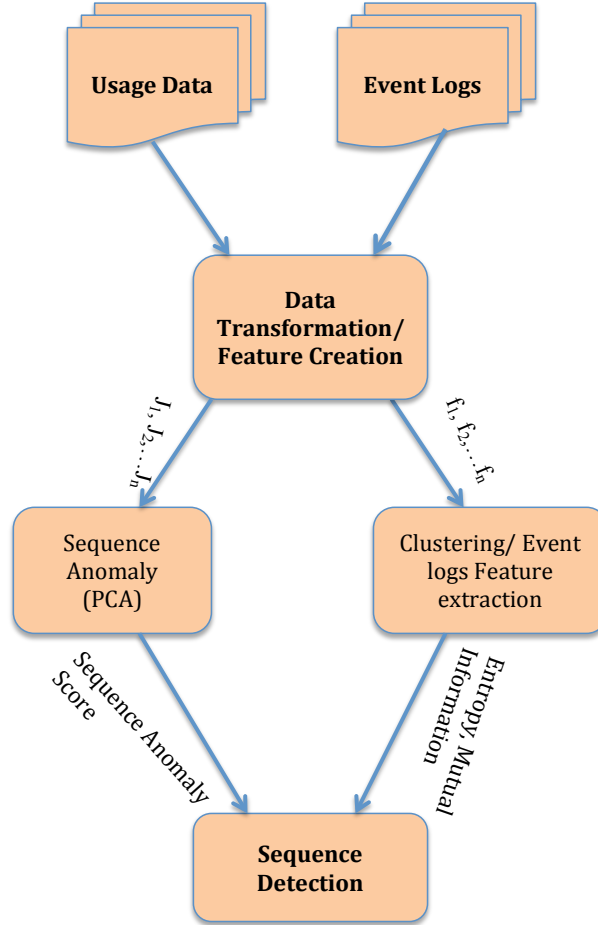 Usage Data
Event Logs
Data
Transformation/
Feature Creation
J₁, J₂,...Jₙ
f₁, f₂,...fₙ
Sequence
Anomaly
(PCA)
Clustering/ Event
logs Feature
extraction
Sequence Anomaly
Score
Entropy, Mutual
Information
Sequence
Detection